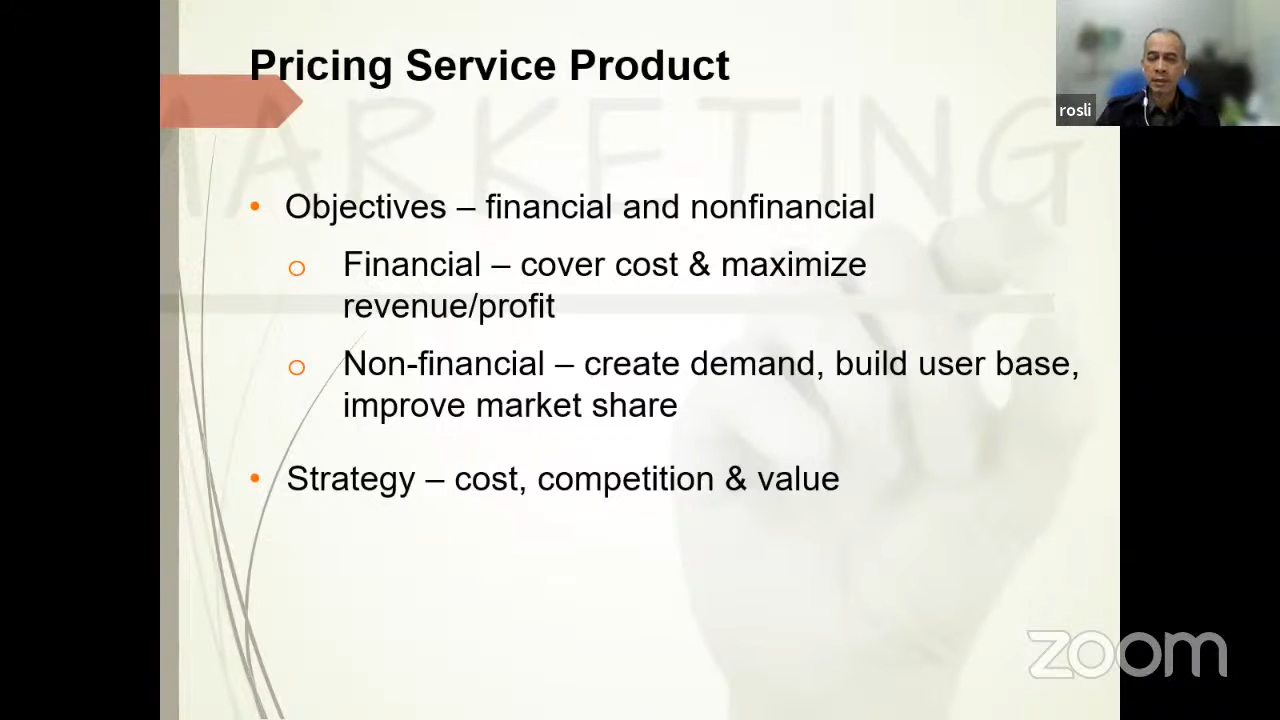 Pricing Service Product
rosli
MARKETING
• Objectives – financial and nonfinancial
o Financial – cover cost & maximize
revenue/profit
o Non-financial – create demand, build user base,
improve market share
• Strategy – cost, competition & value
zoom